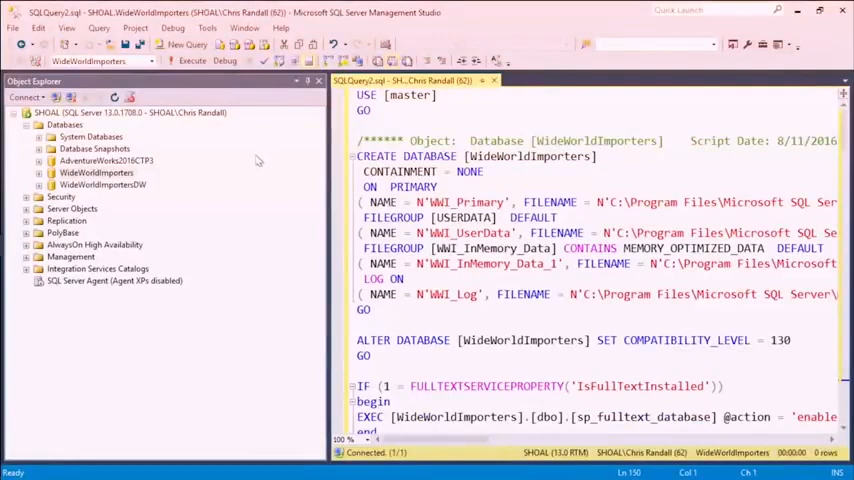 SQLQuery2.sql - SHOAL.WideWorldImporters (SHOAL\Chris Randall (62)) - Microsoft SQL Server Management Studio
Quick Launch
File Edit View Query Project Debug Tools Window Help
New Query
WideWorldImporters Execute Debug
Object Explorer
Connect
SHOAL (SQL Server 13.0.1708.0 - SHOAL\Chris Randall)
Databases
System Databases
Database Snapshots
AdventureWorks2016CTP3
WideWorldImporters
WideWorldImportersDW
Security
Server Objects
Replication
PolyBase
AlwaysOn High Availability
Management
Integration Services Catalogs
SQL Server Agent (Agent XPs disabled)
SQLQuery2.sql - SH...Chris Randall (62))
USE [master]
GO
/****** Object: Database [WideWorldImporters] Script Date: 8/11/2016
CREATE DATABASE [WideWorldImporters]
CONTAINMENT = NONE
ON PRIMARY
( NAME = N'WWI_Primary', FILENAME = N'C:\Program Files\Microsoft SQL Ser
FILEGROUP [USERDATA] DEFAULT
( NAME = N'WWI_UserData', FILENAME = N'C:\Program Files\Microsoft SQL Se
FILEGROUP [WWI_InMemory_Data] CONTAINS MEMORY_OPTIMIZED_DATA DEFAULT
( NAME = N'WWI_InMemory_Data_1', FILENAME = N'C:\Program Files\Microsoft
LOG ON
( NAME = N'WWI_Log', FILENAME = N'C:\Program Files\Microsoft SQL Server\
GO
ALTER DATABASE [WideWorldImporters] SET COMPATIBILITY_LEVEL = 130
GO
IF (1 = FULLTEXTSERVICEPROPERTY('IsFullTextInstalled'))
begin
EXEC [WideWorldImporters].[dbo].[sp_fulltext_database] @action = 'enable
end
100 %
Connected. (1/1) SHOAL (13.0 RTM) SHOAL\Chris Randall (62) WideWorldImporters 00:00:00 0 rows
Ready Ln 150 Col 1 Ch 1 INS